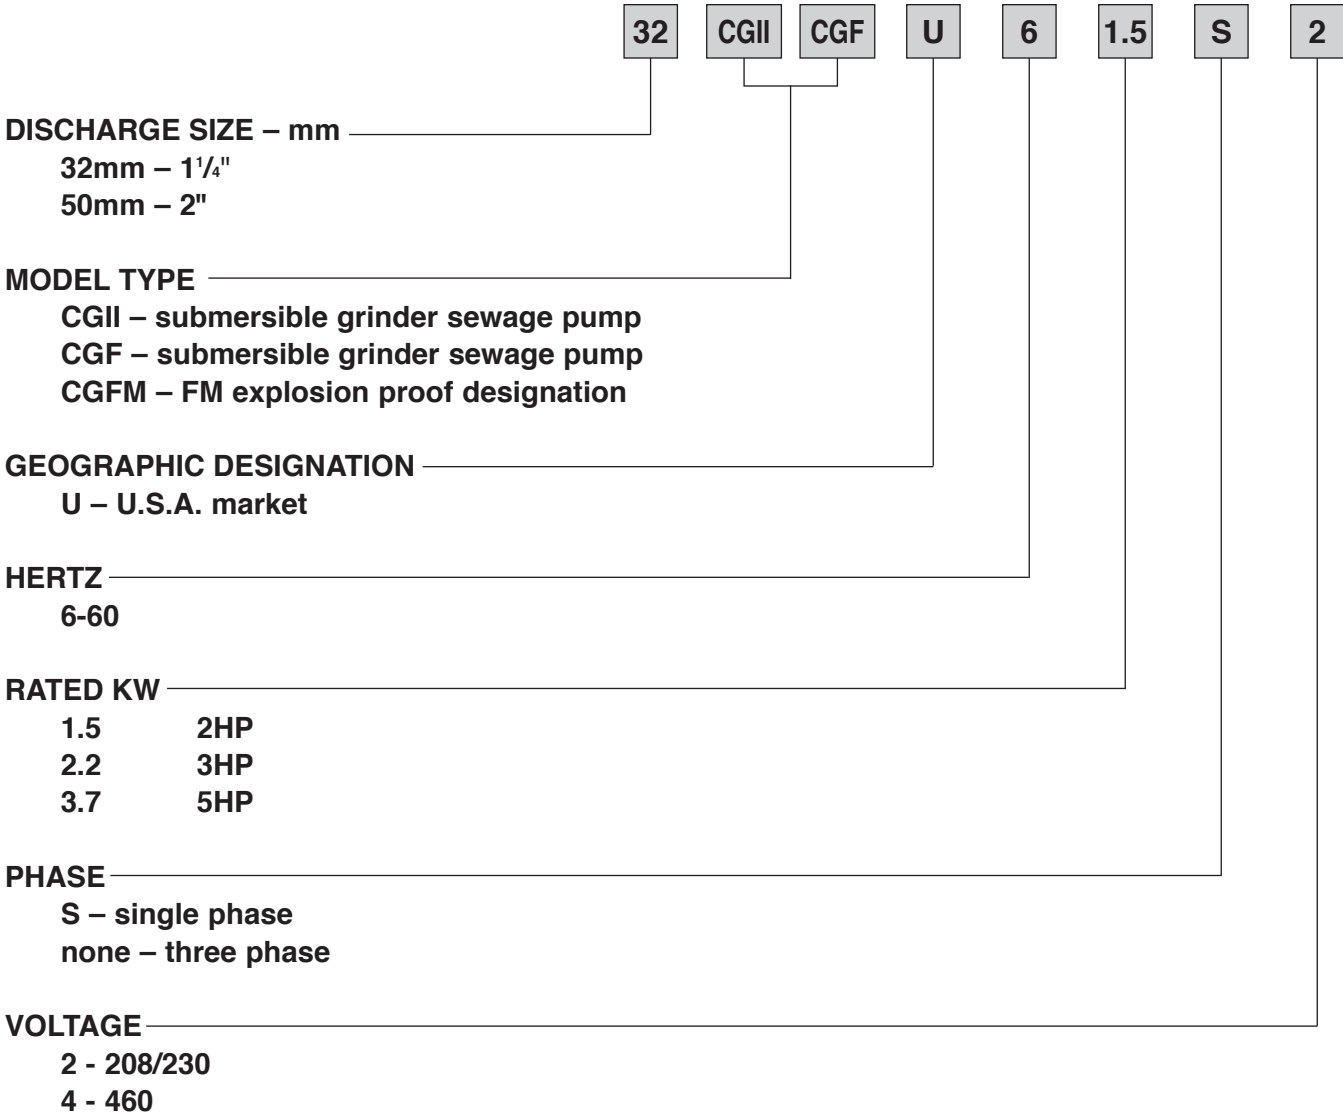 32 CGII CGF U 6 1.5 S 2
DISCHARGE SIZE – mm
32mm – 1¹/₄"
50mm – 2"
MODEL TYPE
CGII – submersible grinder sewage pump
CGF – submersible grinder sewage pump
CGFM – FM explosion proof designation
GEOGRAPHIC DESIGNATION
U – U.S.A. market
HERTZ
6-60
RATED KW
1.5 2HP
2.2 3HP
3.7 5HP
PHASE
S – single phase
none – three phase
VOLTAGE
2 - 208/230
4 - 460